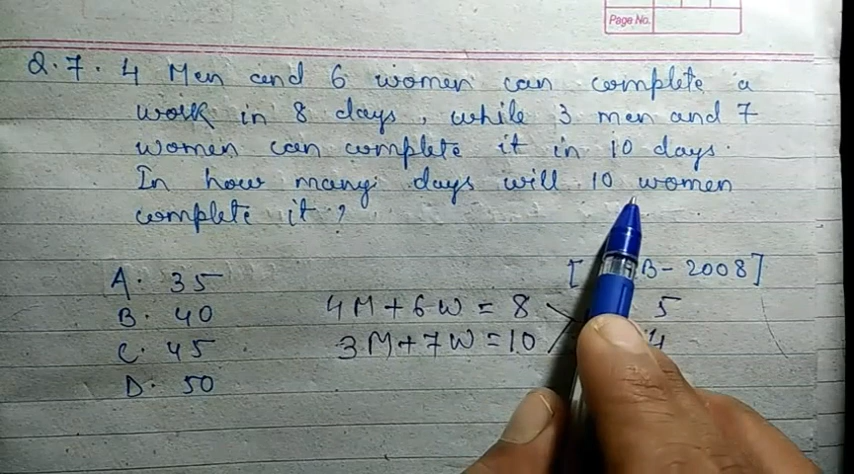 Page No.
Q.7. 4 Men and 6 women can complete a
work in 8 days, while 3 men and 7
women can complete it in 10 days.
In how many days will 10 women
complete it?
[ B-2008]
A. 35
B. 40
C. 45
D. 50
4M+6W = 8 5
3M+7W = 10 4